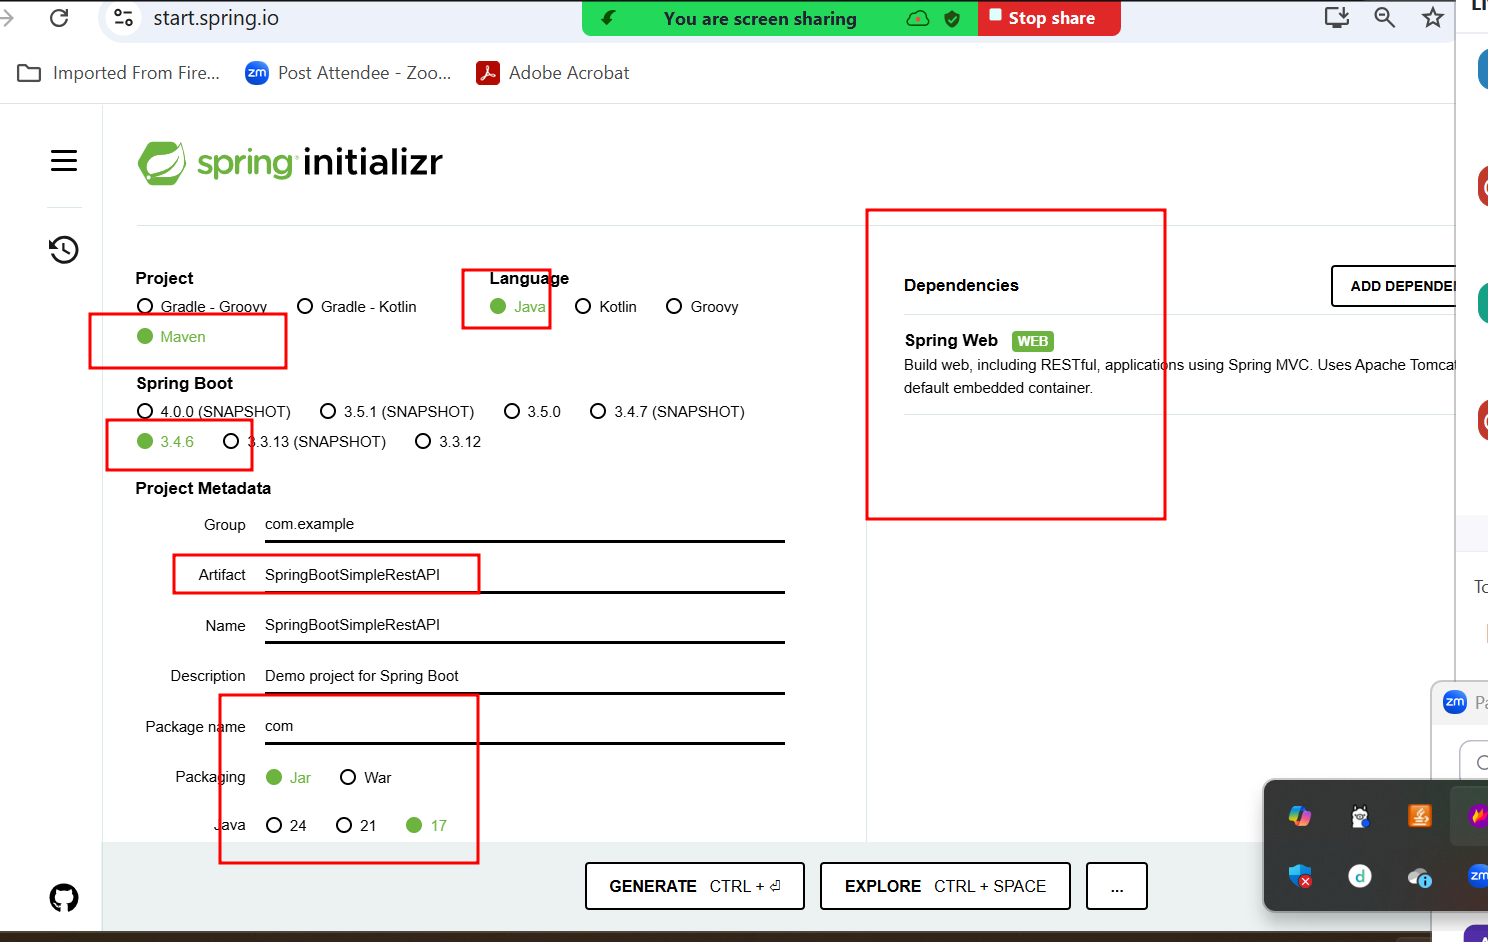 start.spring.io
You are screen sharing
Stop share
Imported From Fire...
zm Post Attendee - Zoo...
Adobe Acrobat
spring initializr
Project
Gradle - Groovy
Gradle - Kotlin
Maven
Language
Java
Kotlin
Groovy
Spring Boot
4.0.0 (SNAPSHOT)
3.5.1 (SNAPSHOT)
3.5.0
3.4.7 (SNAPSHOT)
3.4.6
3.3.13 (SNAPSHOT)
3.3.12
Project Metadata
Group com.example
Artifact SpringBootSimpleRestAPI
Name SpringBootSimpleRestAPI
Description Demo project for Spring Boot
Package name com
Packaging Jar War
Java 24 21 17
Dependencies
ADD DEPENDE
Spring Web WEB
Build web, including RESTful, applications using Spring MVC. Uses Apache Tomcat
default embedded container.
GENERATE CTRL + ⏎
EXPLORE CTRL + SPACE
...
zm
d
zm